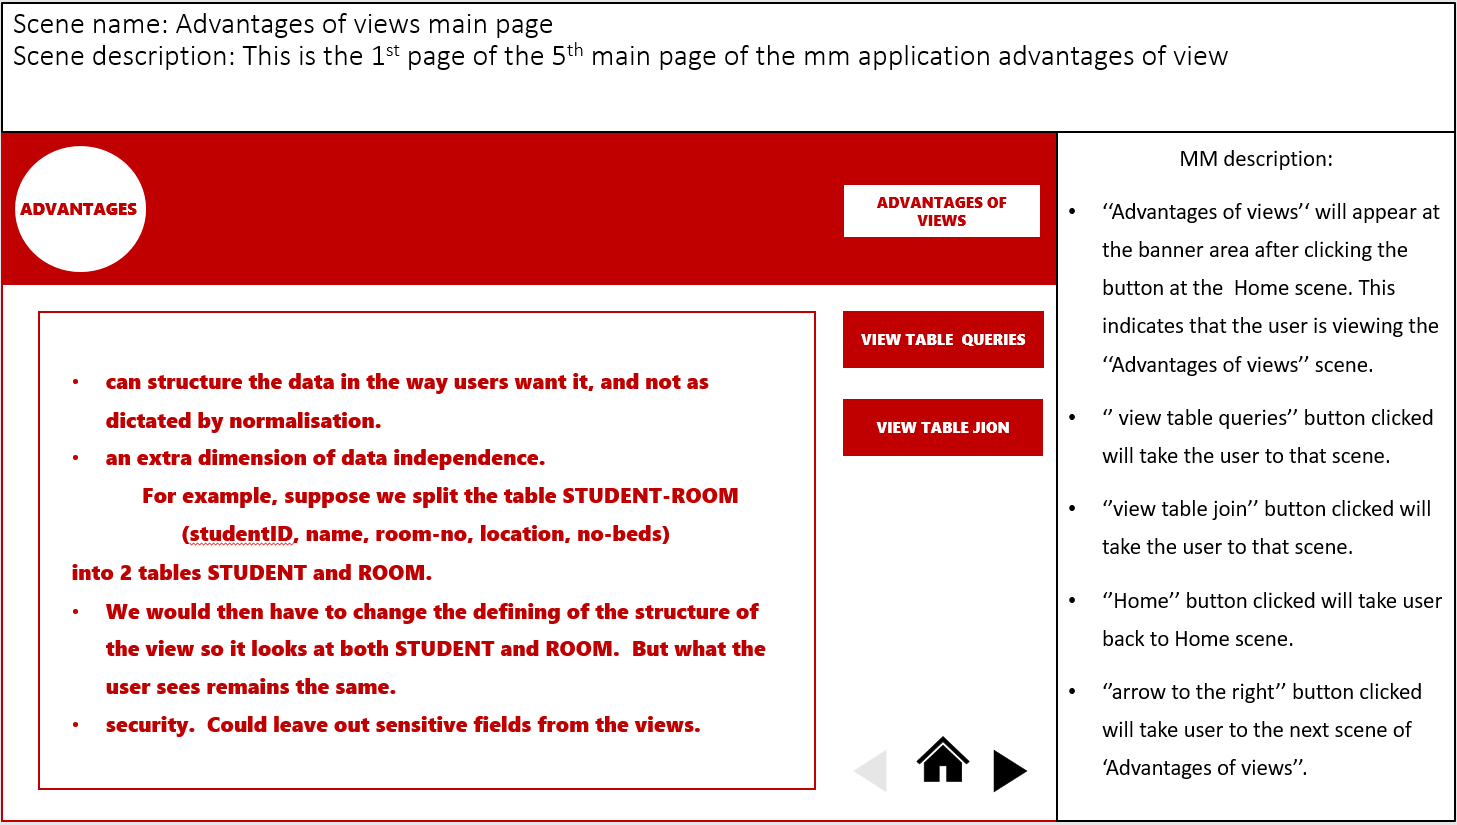 Scene name: Advantages of views main page
Scene description: This is the 1st page of the 5th main page of the mm application advantages of view
ADVANTAGES
ADVANTAGES OF
VIEWS
• can structure the data in the way users want it, and not as
dictated by normalisation.
• an extra dimension of data independence.
For example, suppose we split the table STUDENT-ROOM
(studentID, name, room-no, location, no-beds)
into 2 tables STUDENT and ROOM.
• We would then have to change the defining of the structure of
the view so it looks at both STUDENT and ROOM.  But what the
user sees remains the same.
• security.  Could leave out sensitive fields from the views.
VIEW TABLE  QUERIES
VIEW TABLE JION
MM description:
• ‘‘Advantages of views’‘ will appear at
the banner area after clicking the
button at the  Home scene. This
indicates that the user is viewing the
‘‘Advantages of views’’ scene.
• ‘’ view table queries’’ button clicked
will take the user to that scene.
• ‘’view table join’’ button clicked will
take the user to that scene.
• ‘’Home’’ button clicked will take user
back to Home scene.
• ‘’arrow to the right’’ button clicked
will take user to the next scene of
‘Advantages of views’’.